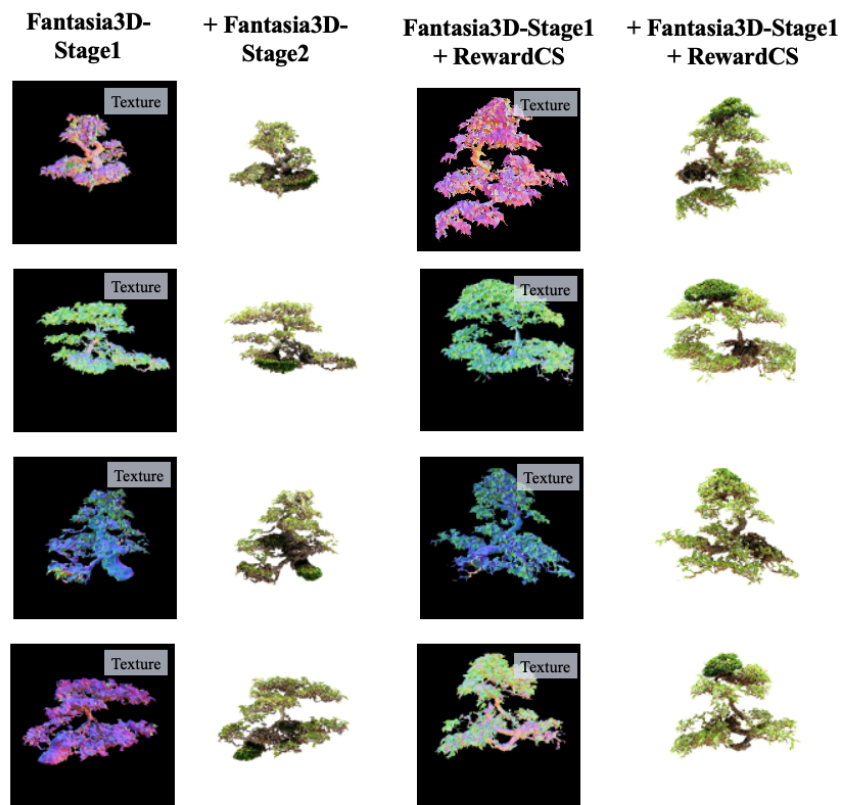 Fantasia3D-
Stage1
+ Fantasia3D-
Stage2
Fantasia3D-Stage1
+ RewardCS
+ Fantasia3D-Stage1
+ RewardCS
Texture
Texture
Texture
Texture
Texture
Texture
Texture
Texture